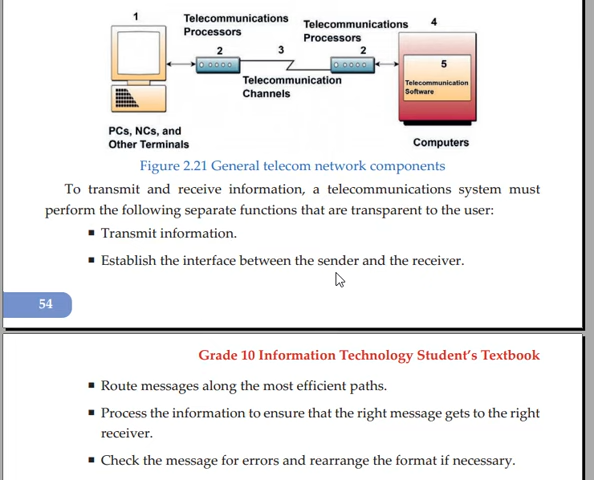 1
Telecommunications
Processors
2
3
Telecommunications
Processors
2
4
5
Telecommunication
Software
Telecommunication
Channels
PCs, NCs, and
Other Terminals
Computers
Figure 2.21 General telecom network components
To transmit and receive information, a telecommunications system must
perform the following separate functions that are transparent to the user:
▪ Transmit information.
▪ Establish the interface between the sender and the receiver.
54
Grade 10 Information Technology Student's Textbook
▪ Route messages along the most efficient paths.
▪ Process the information to ensure that the right message gets to the right
receiver.
▪ Check the message for errors and rearrange the format if necessary.